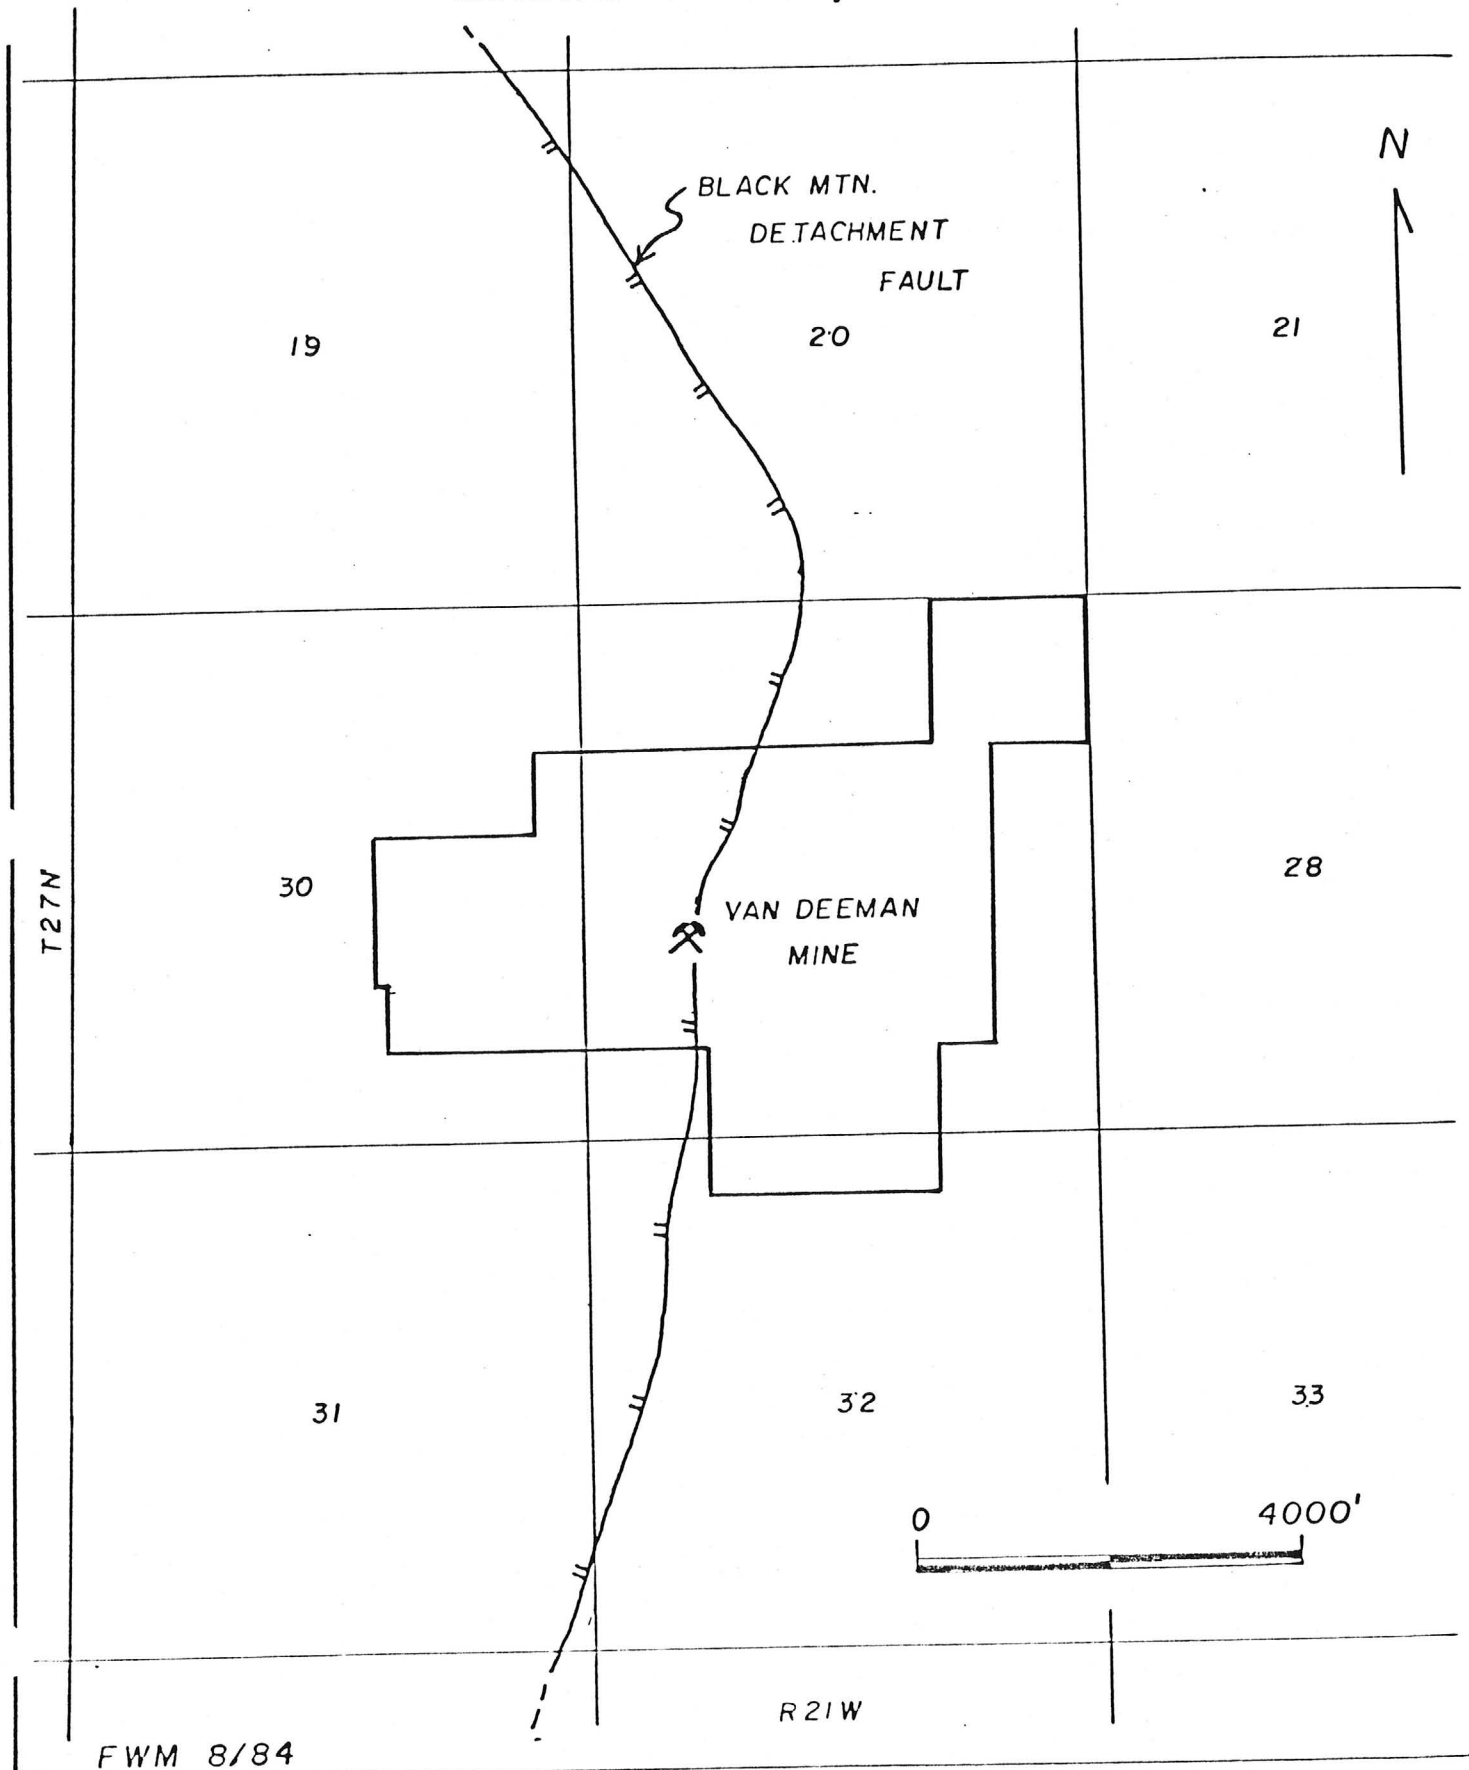 N
BLACK MTN.
DETACHMENT
FAULT
19
20
21
30
28
T27N
VAN DEEMAN
MINE
31
32
33
0 4000'
R21W
FWM 8/84